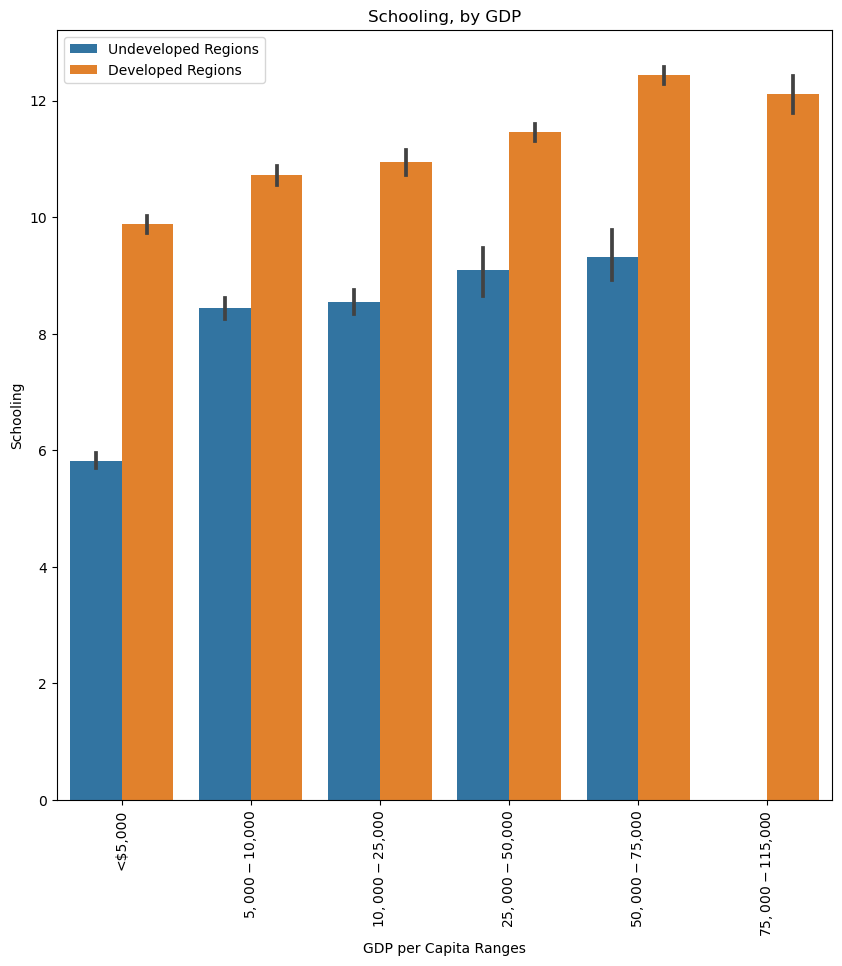 Schooling, by GDP
Undeveloped Regions
Developed Regions
Schooling
12
10
8
6
4
2
0
<$5,000
5,000 − 10,000
10,000 − 25,000
25,000 − 50,000
50,000 − 75,000
75,000 − 115,000
GDP per Capita Ranges